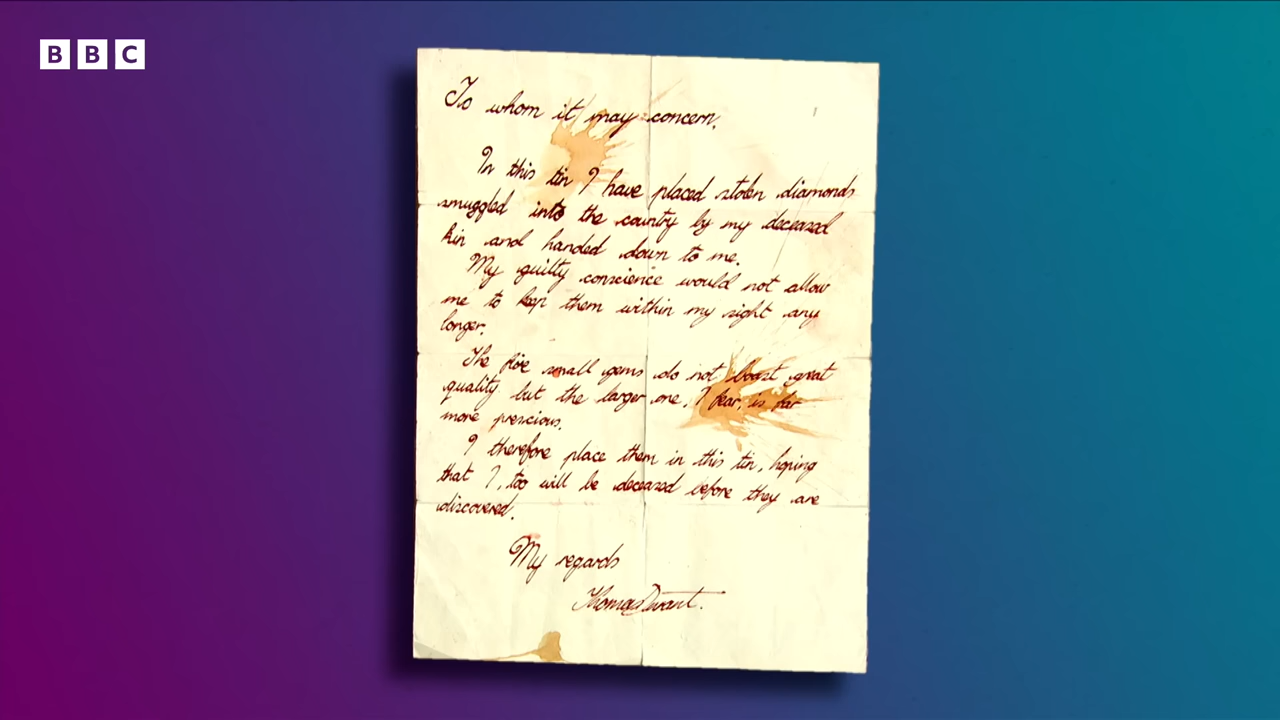 BBC
To whom it may concern,
In this tin I have placed stolen diamonds
smuggled into the country by my deceased
kin and handed down to me.
My guilty conscience would not allow
me to keep them within my sight any
longer.
The five small gems do not boast great
quality but the larger one, I fear, is far
more prescious.
I therefore place them in this tin, hoping
that I, too will be deceased before they are
discovered.
My regards
Thomas